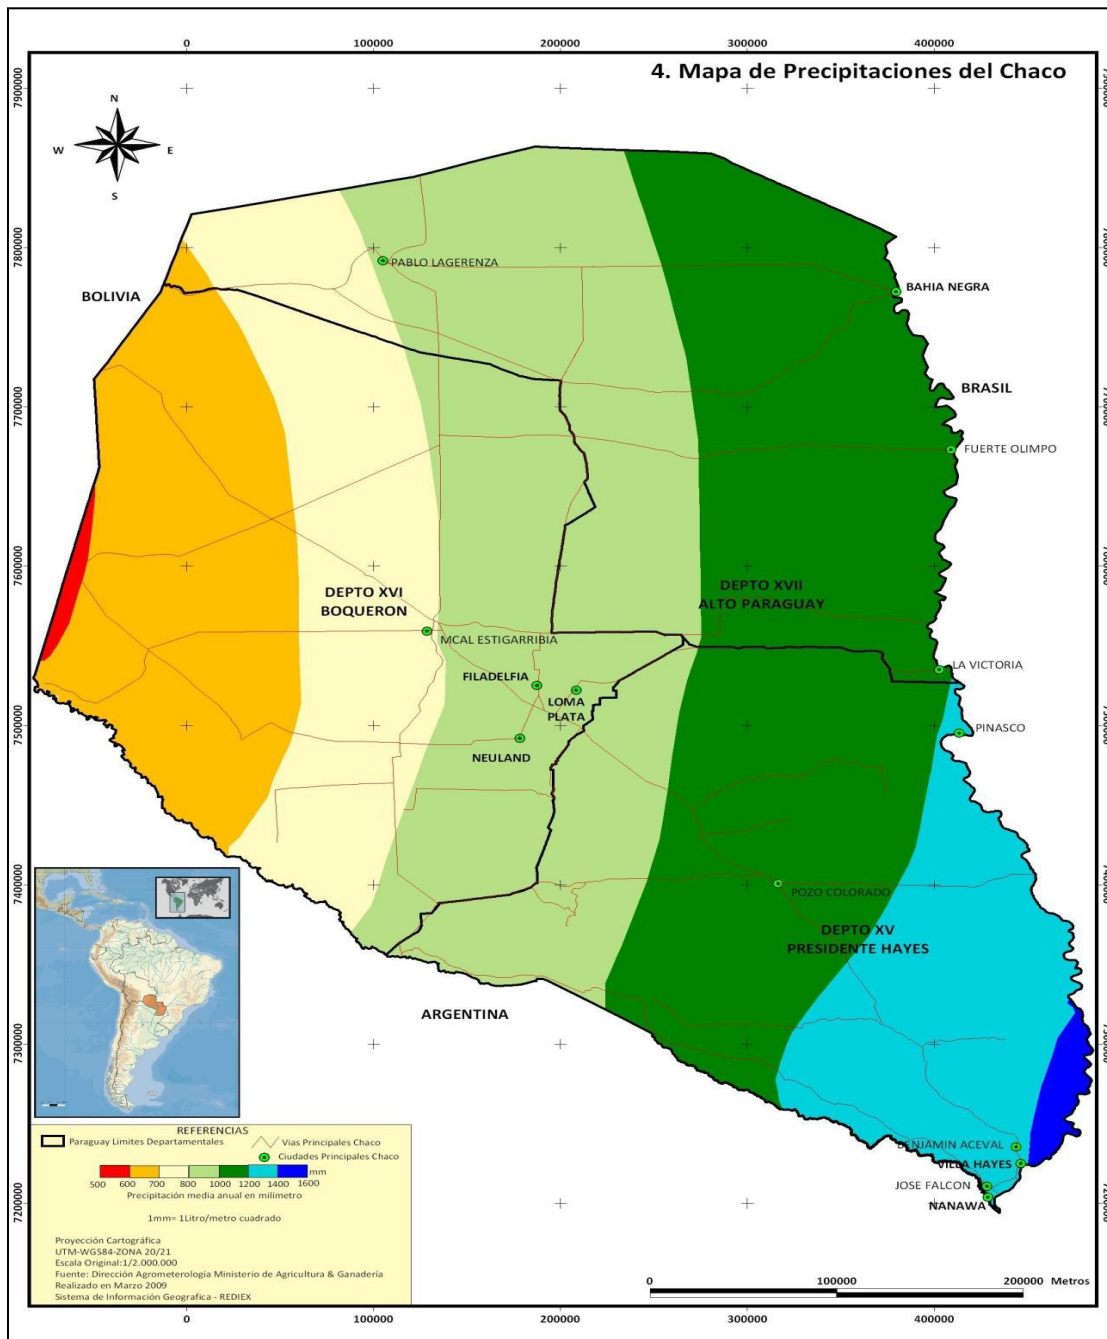 0 100000 200000 300000 400000
4. Mapa de Precipitaciones del Chaco
7900000
N
W E
S
7800000
PABLO LAGERENZA
BOLIVIA
BAHIA NEGRA
BRASIL
7700000
FUERTE OLIMPO
7600000
DEPTO XVI
BOQUERON
DEPTO XVII
ALTO PARAGUAY
MCAL ESTIGARRIBIA
LA VICTORIA
FILADELFIA
LOMA
PLATA
7500000
PINASCO
NEULAND
7400000
POZO COLORADO
DEPTO XV
PRESIDENTE HAYES
ARGENTINA
7300000
BENJAMIN ACEVAL
VILLA HAYES
JOSE FALCON
NANAWA
7200000
REFERENCIAS
Paraguay Limites Departamentales
Vias Principales Chaco
Ciudades Principales Chaco
mm
500 600 700 800 1000 1200 1400 1600
Precipitación media anual en milímetro
1mm= 1Litro/metro cuadrado
Proyección Cartográfica
UTM-WGS84-ZONA 20/21
Escala Original:1/2.000.000
Fuente: Dirección Agrometerología Ministerio de Agricultura & Ganadería
Realizado en Marzo 2009
Sistema de Información Geografica - REDIEX
0 100000 200000 Metros
0 100000 200000 300000 400000